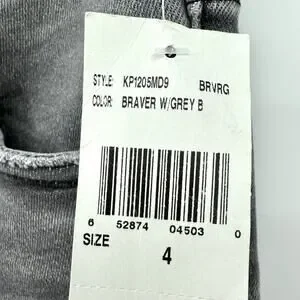 STYLE: KP1205MD9 BRVRG
COLOR: BRAVER W/GREY B
6 52874 04503 0
SIZE 4